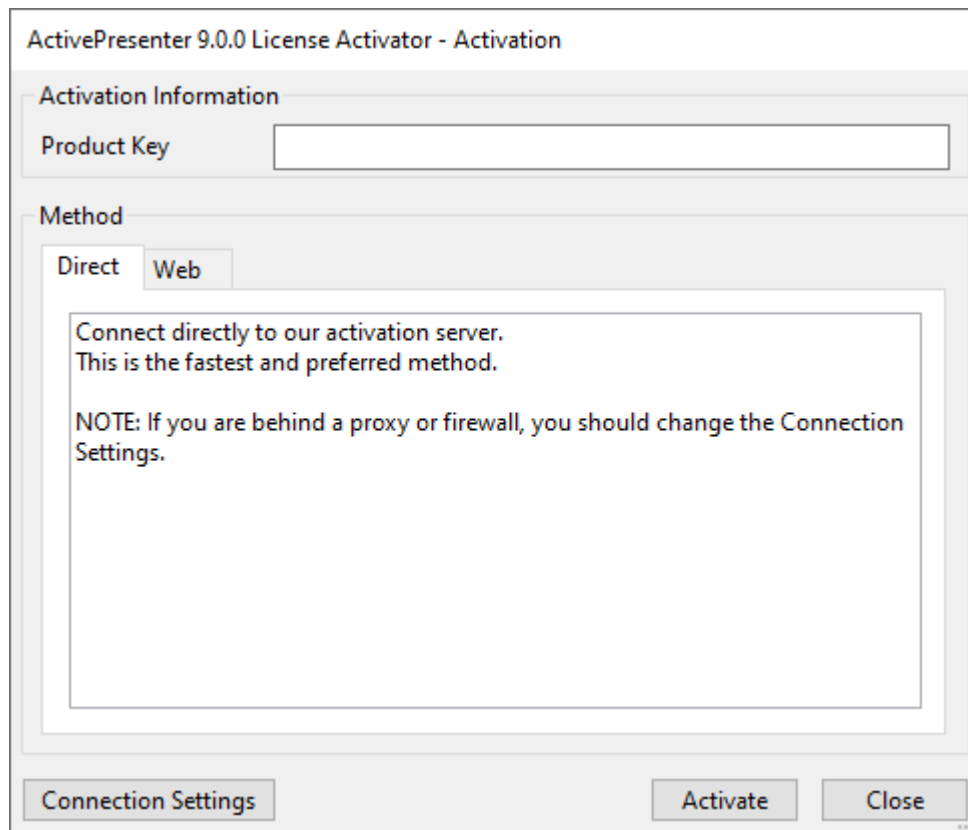 ActivePresenter 9.0.0 License Activator - Activation
Activation Information
Product Key
Method
Direct
Web
Connect directly to our activation server.
This is the fastest and preferred method.
NOTE: If you are behind a proxy or firewall, you should change the Connection
Settings.
Connection Settings
Activate
Close